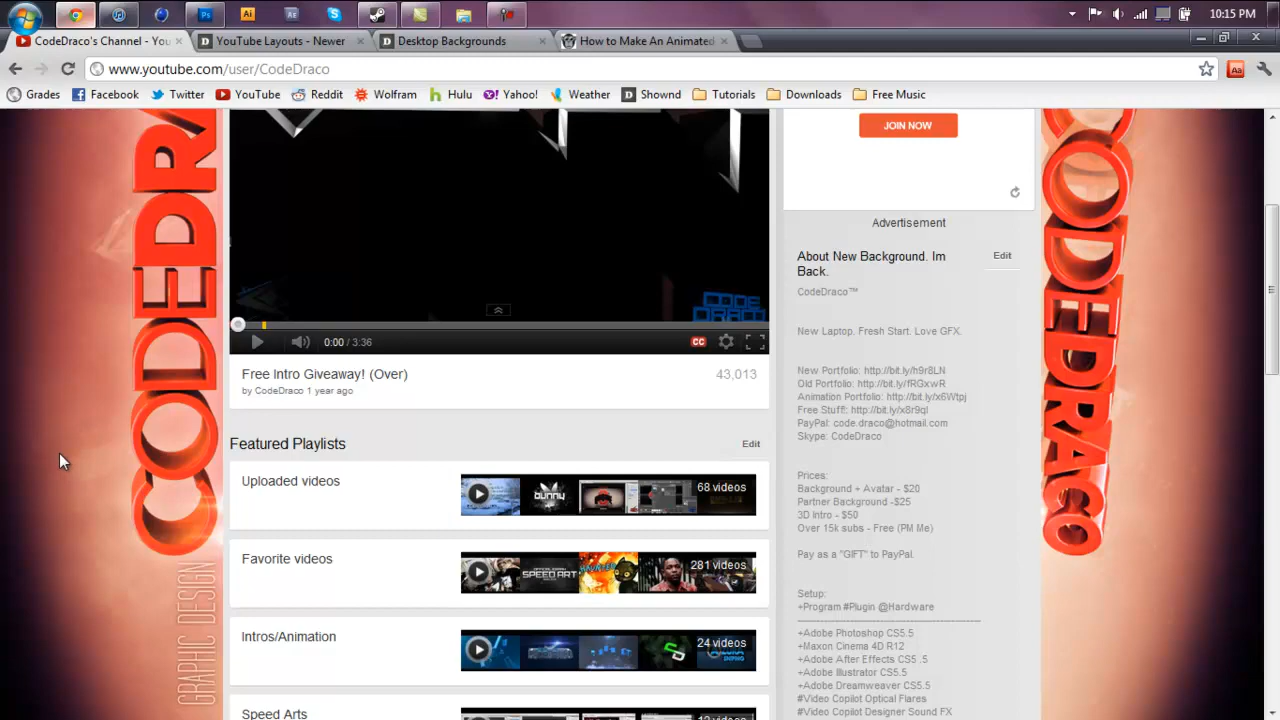 10:15 PM
CodeDraco's Channel - You
YouTube Layouts - Newer
Desktop Backgrounds
How to Make An Animated
www.youtube.com/user/CodeDraco
Grades
Facebook
Twitter
YouTube
Reddit
Wolfram
Hulu
Yahoo!
Weather
Shownd
Tutorials
Downloads
Free Music
JOIN NOW
Advertisement
CODEDR
CODEDRACO
GRAPHIC DESIGN
CODE
DRACO
0:00 / 3:36
CC
Free Intro Giveaway! (Over)
43,013
by CodeDraco 1 year ago
Featured Playlists
Edit
Uploaded videos
68 videos
BUNNY
Favorite videos
281 videos
SPEED ART
Intros/Animation
24 videos
Speed Arts
About New Background. Im
Back.
Edit
CodeDraco™
New Laptop. Fresh Start. Love GFX.
New Portfolio: http://bit.ly/h9r8LN
Old Portfolio: http://bit.ly/fRGxwR
Animation Portfolio: http://bit.ly/x6Wtpj
Free Stuff!: http://bit.ly/x8r9ql
PayPal: code.draco@hotmail.com
Skype: CodeDraco
Prices:
Background + Avatar - $20
Partner Background -$25
3D Intro - $50
Over 15k subs - Free (PM Me)
Pay as a "GIFT" to PayPal.
Setup:
+Program #Plugin @Hardware
+Adobe Photoshop CS5.5
+Maxon Cinema 4D R12
+Adobe After Effects CS5 .5
+Adobe Illustrator CS5.5
+Adobe Dreamweaver CS5.5
#Video Copilot Optical Flares
#Video Copilot Designer Sound FX